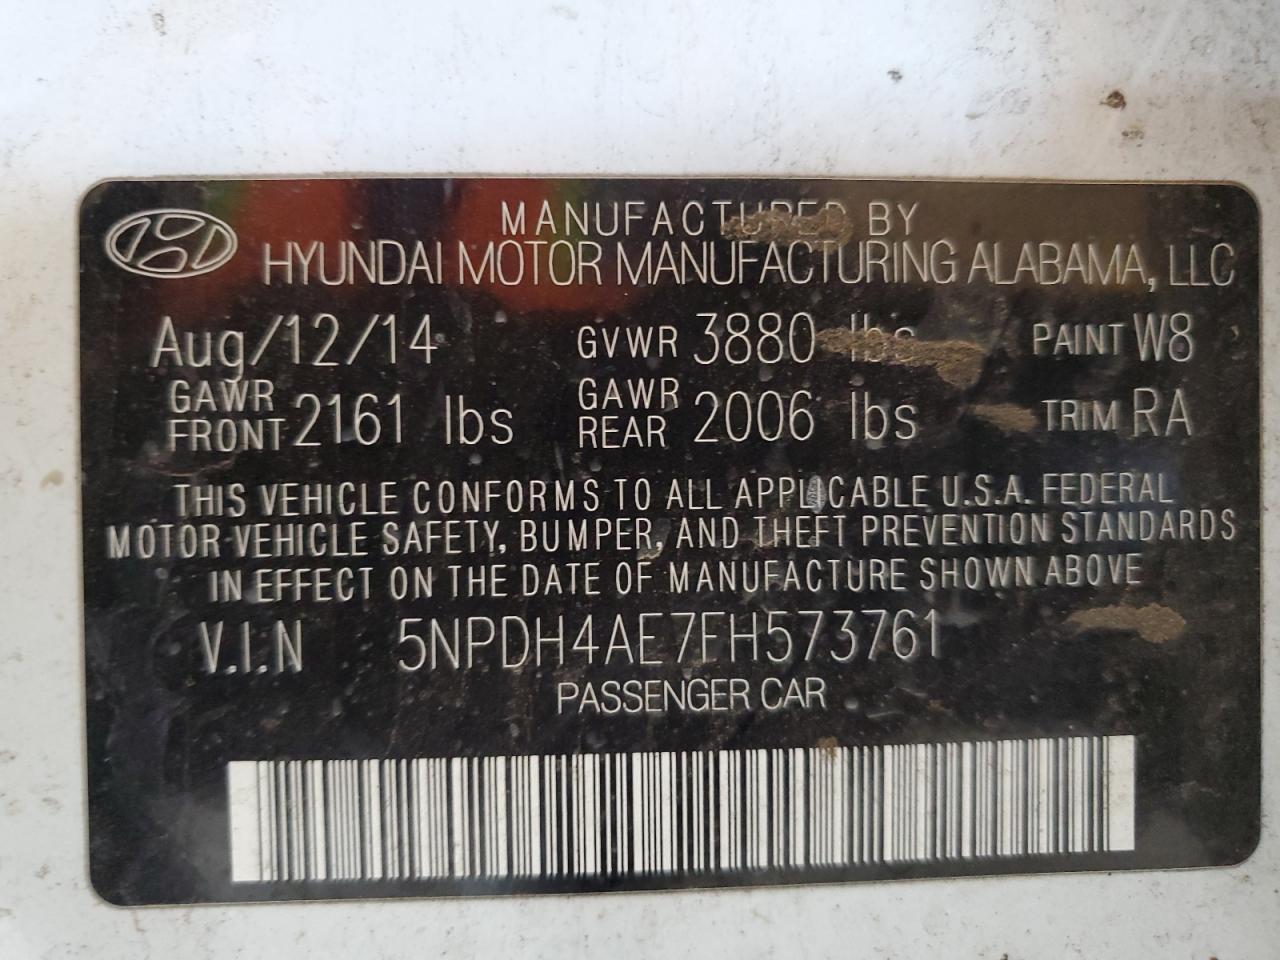 MANUFACTURED BY
HYUNDAI MOTOR MANUFACTURING ALABAMA, LLC
Aug/12/14 GVWR 3880 lbs PAINT W8
GAWR FRONT 2161 lbs GAWR REAR 2006 lbs TRIM RA
THIS VEHICLE CONFORMS TO ALL APPLICABLE U.S.A. FEDERAL
MOTOR VEHICLE SAFETY, BUMPER, AND THEFT PREVENTION STANDARDS
IN EFFECT ON THE DATE OF MANUFACTURE SHOWN ABOVE
V.I.N 5NPDH4AE7FH573761
PASSENGER CAR